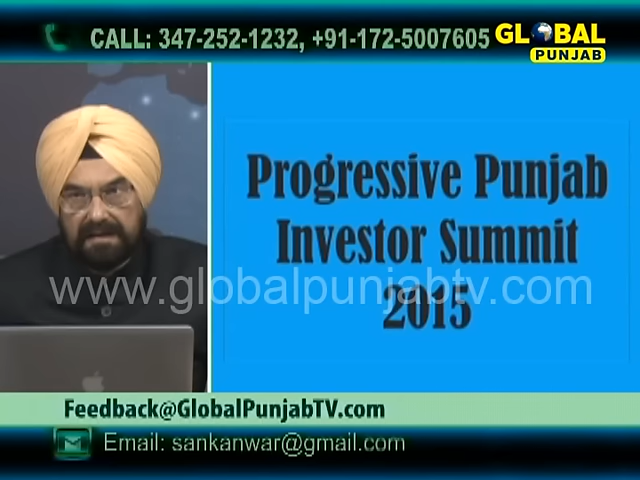 CALL: 347-252-1232, +91-172-5007605
GLOBAL
PUNJAB
Progressive Punjab
Investor Summit
2015
www.globalpunjabtv.com
Feedback@GlobalPunjabTV.com
Email: sankanwar@gmail.com